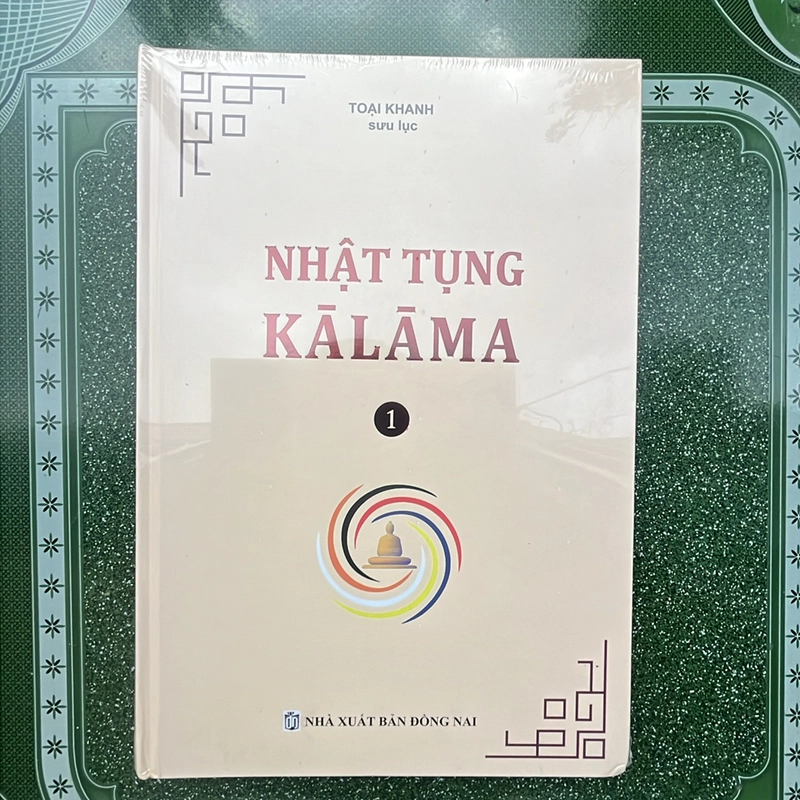 TOẠI KHANH
sưu lục
NHẬT TỤNG
KĀLĀMA
1
NHÀ XUẤT BẢN ĐỒNG NAI